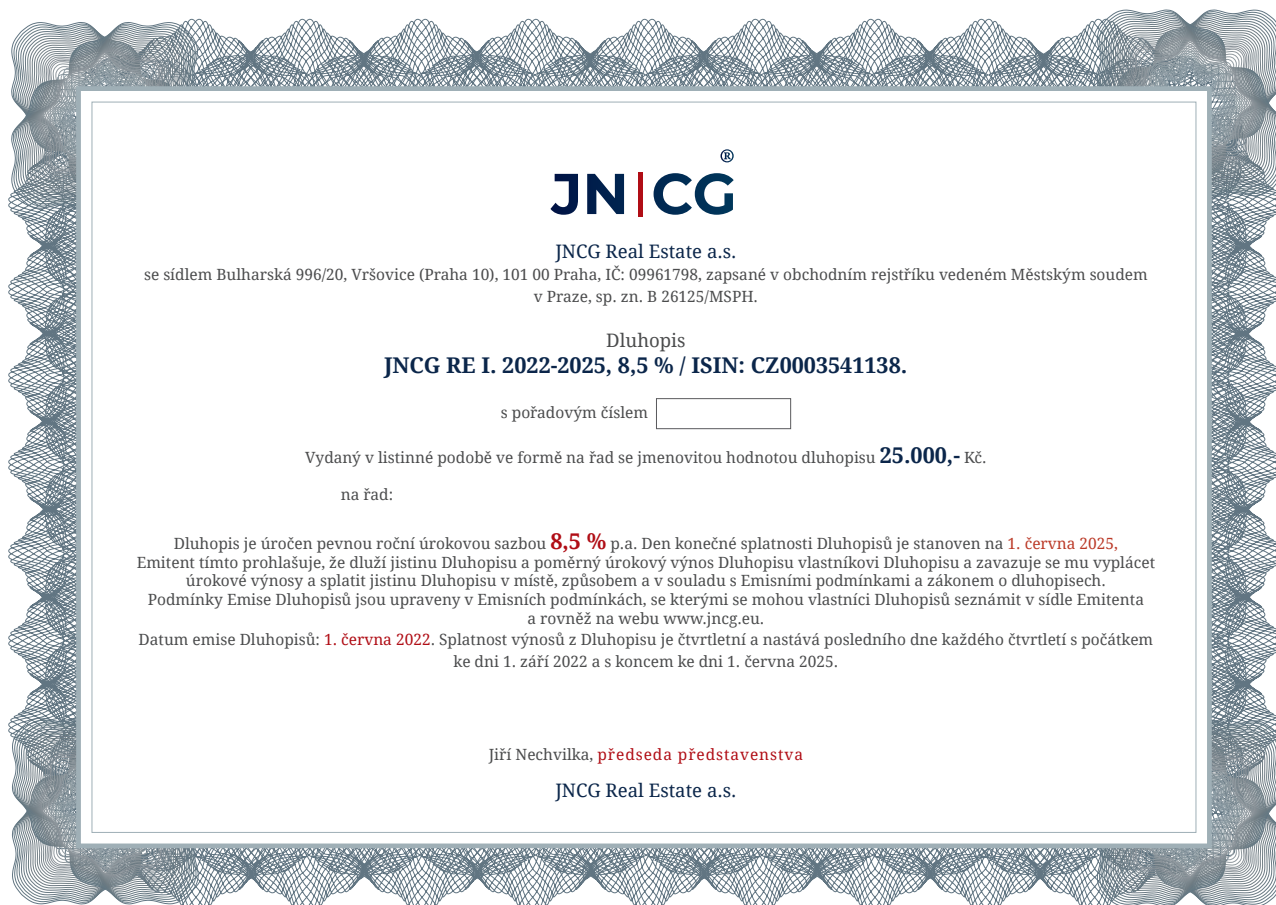 ®
JN|CG
JNCG Real Estate a.s.
se sídlem Bulharská 996/20, Vršovice (Praha 10), 101 00 Praha, IČ: 09961798, zapsané v obchodním rejstříku vedeném Městským soudem
v Praze, sp. zn. B 26125/MSPH.
Dluhopis
JNCG RE I. 2022-2025, 8,5 % / ISIN: CZ0003541138.
s pořadovým číslem
Vydaný v listinné podobě ve formě na řad se jmenovitou hodnotou dluhopisu 25.000,- Kč.
na řad:
Dluhopis je úročen pevnou roční úrokovou sazbou 8,5 % p.a. Den konečné splatnosti Dluhopisů je stanoven na 1. června 2025,
Emitent tímto prohlašuje, že dluží jistinu Dluhopisu a poměrný úrokový výnos Dluhopisu vlastníkovi Dluhopisu a zavazuje se mu vyplácet
úrokové výnosy a splatit jistinu Dluhopisu v místě, způsobem a v souladu s Emisními podmínkami a zákonem o dluhopisech.
Podmínky Emise Dluhopisů jsou upraveny v Emisních podmínkách, se kterými se mohou vlastníci Dluhopisů seznámit v sídle Emitenta
a rovněž na webu www.jncg.eu.
Datum emise Dluhopisů: 1. června 2022. Splatnost výnosů z Dluhopisu je čtvrtletní a nastává posledního dne každého čtvrtletí s počátkem
ke dni 1. září 2022 a s koncem ke dni 1. června 2025.
Jiří Nechvilka, předseda představenstva
JNCG Real Estate a.s.